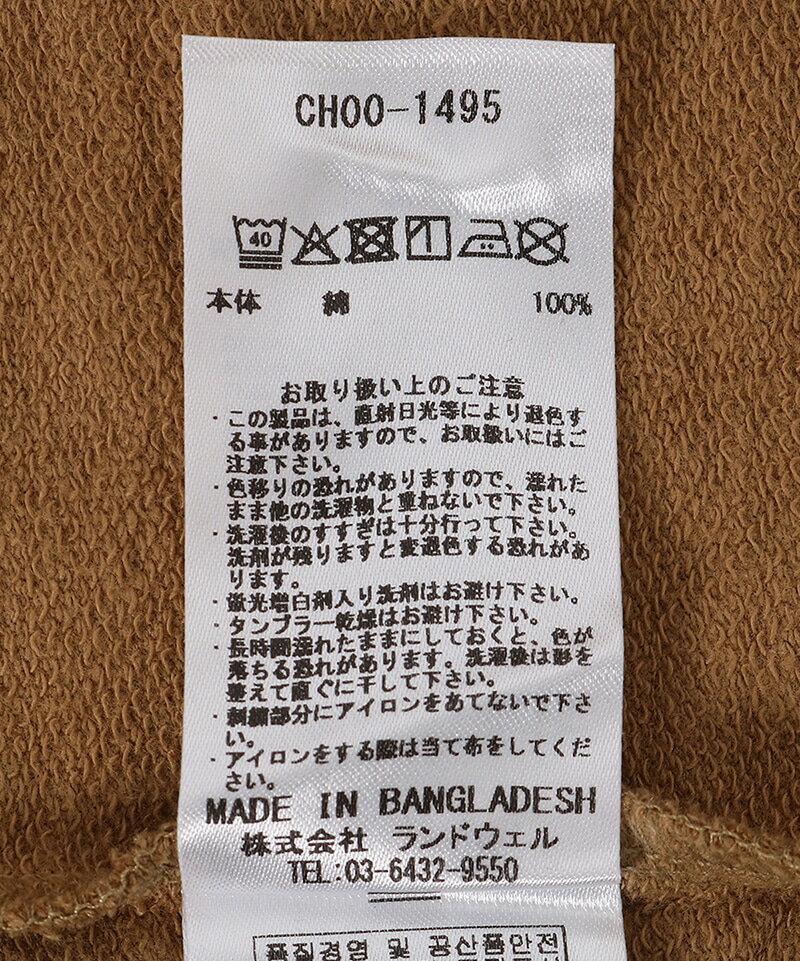 CH00-1495
40
本体 綿 100%
お取り扱い上のご注意
・この製品は、直射日光等により退色す
る事がありますので、お取扱いにはご
注意下さい。
・色移りの恐れがありますので、濡れた
まま他の洗濯物と重ねないで下さい。
・洗濯後のすすぎは十分行って下さい。
洗剤が残りますと変退色する恐れがあ
ります。
・蛍光増白剤入り洗剤はお避け下さい。
・タンブラー乾燥はお避け下さい。
・長時間濡れたままにしておくと、色が
落ちる恐れがあります。洗濯後は形を
整えて直ぐに干して下さい。
・刺繍部分にアイロンをあてないで下さ
い。
・アイロンをする際は当て布をしてくだ
さい。
MADE IN BANGLADESH
株式会社 ランドウェル
TEL:03-6432-9550
품질경영 및 공산품안전